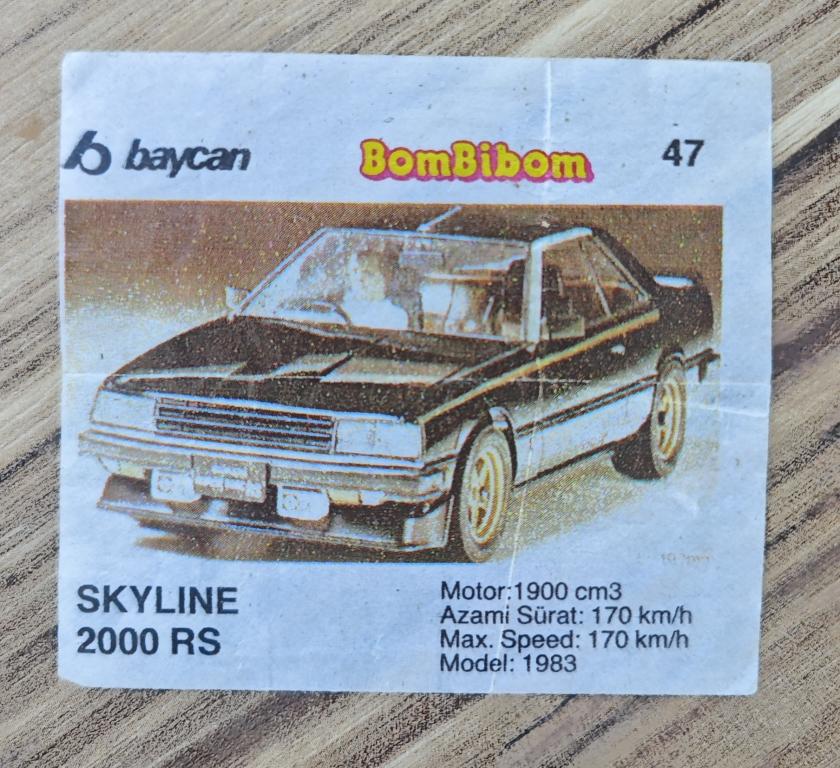 b baycan BomBibom 47
SKYLINE
2000 RS
Motor:1900 cm3
Azami Sürat: 170 km/h
Max. Speed: 170 km/h
Model: 1983